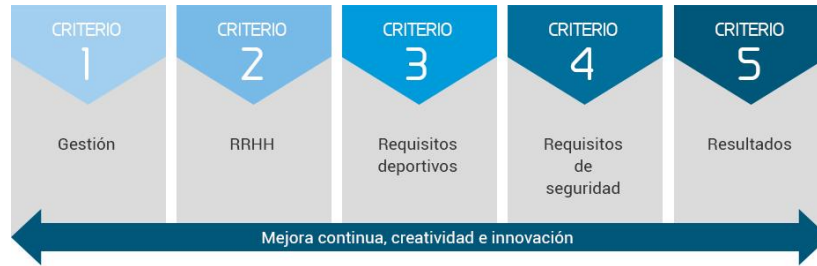 CRITERIO
1
Gestión
CRITERIO
2
RRHH
CRITERIO
3
Requisitos
deportivos
CRITERIO
4
Requisitos
de
seguridad
CRITERIO
5
Resultados
Mejora continua, creatividad e innovación